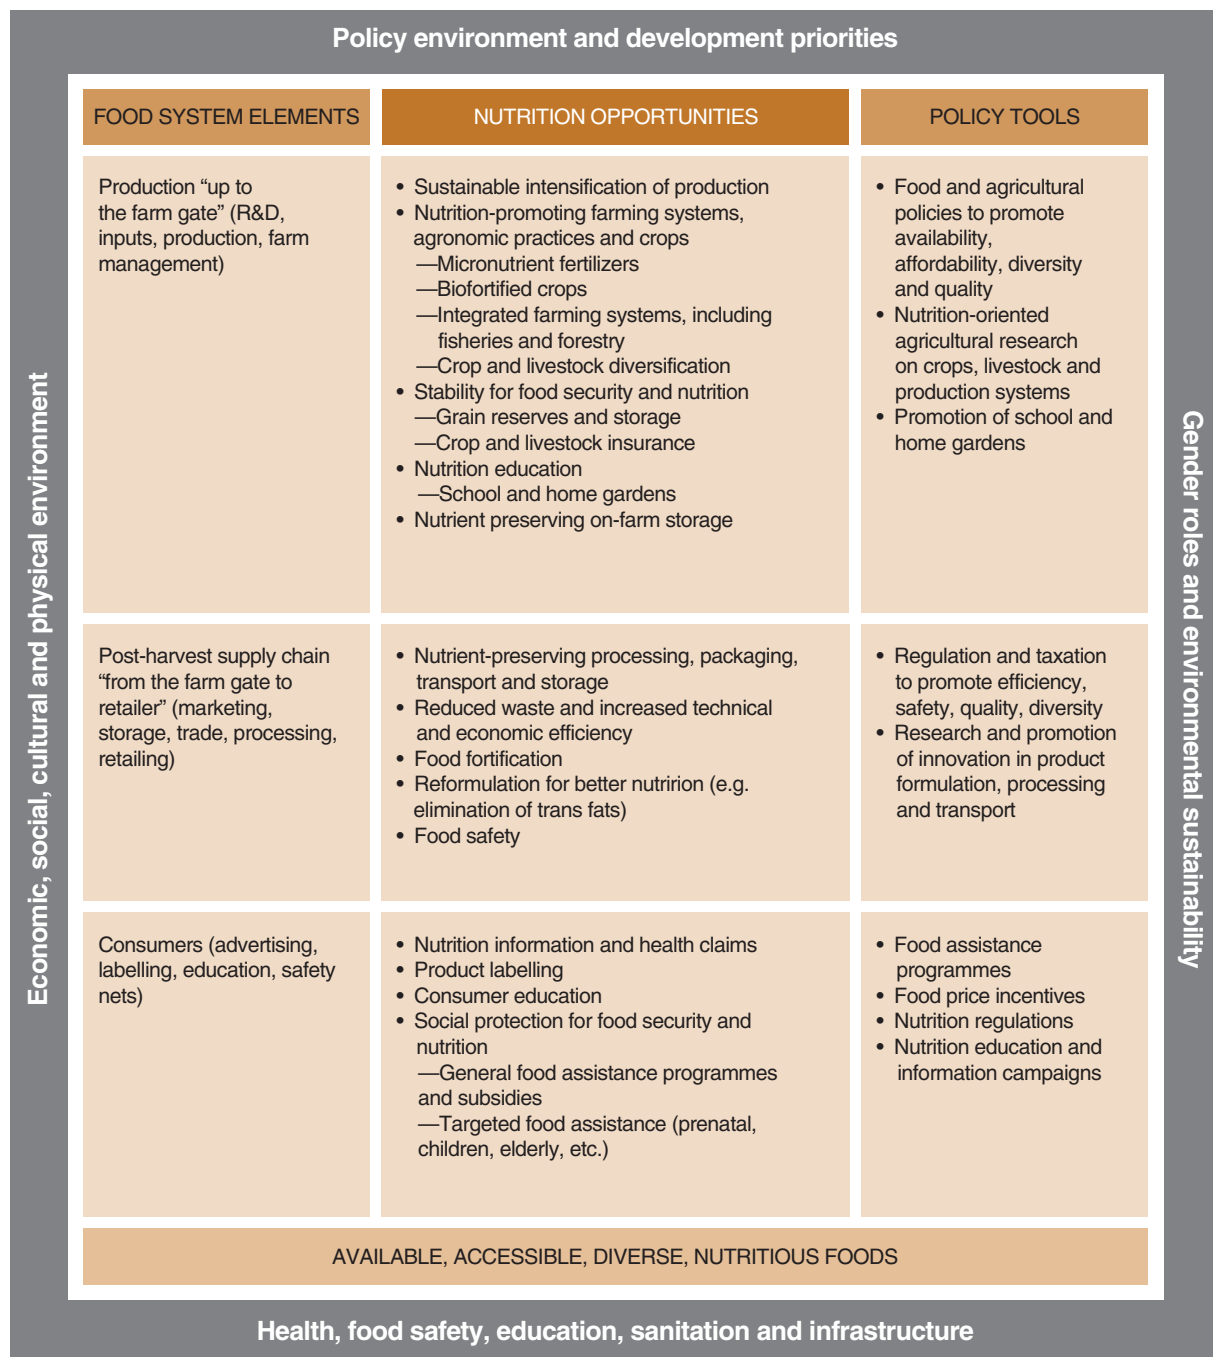 Policy environment and development priorities
Economic, social, cultural and physical environment
FOOD SYSTEM ELEMENTS
NUTRITION OPPORTUNITIES
POLICY TOOLS
Production “up to
the farm gate” (R&D,
inputs, production, farm
management)
• Sustainable intensification of production
• Nutrition-promoting farming systems,
agronomic practices and crops
—Micronutrient fertilizers
—Biofortified crops
—Integrated farming systems, including
fisheries and forestry
—Crop and livestock diversification
• Stability for food security and nutrition
—Grain reserves and storage
—Crop and livestock insurance
• Nutrition education
—School and home gardens
• Nutrient preserving on-farm storage
• Food and agricultural
policies to promote
availability,
affordability, diversity
and quality
• Nutrition-oriented
agricultural research
on crops, livestock and
production systems
• Promotion of school and
home gardens
Post-harvest supply chain
“from the farm gate to
retailer” (marketing,
storage, trade, processing,
retailing)
• Nutrient-preserving processing, packaging,
transport and storage
• Reduced waste and increased technical
and economic efficiency
• Food fortification
• Reformulation for better nutririon (e.g.
elimination of trans fats)
• Food safety
• Regulation and taxation
to promote efficiency,
safety, quality, diversity
• Research and promotion
of innovation in product
formulation, processing
and transport
Consumers (advertising,
labelling, education, safety
nets)
• Nutrition information and health claims
• Product labelling
• Consumer education
• Social protection for food security and
nutrition
—General food assistance programmes
and subsidies
—Targeted food assistance (prenatal,
children, elderly, etc.)
• Food assistance
programmes
• Food price incentives
• Nutrition regulations
• Nutrition education and
information campaigns
AVAILABLE, ACCESSIBLE, DIVERSE, NUTRITIOUS FOODS
Gender roles and environmental sustainability
Health, food safety, education, sanitation and infrastructure